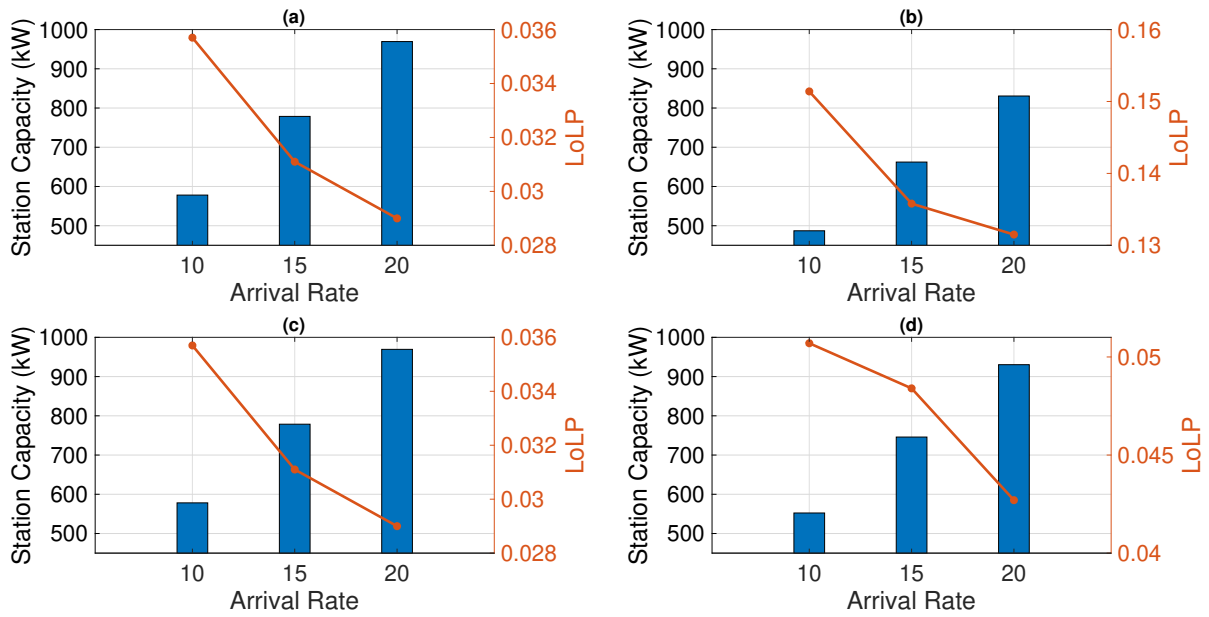 (a)
1000
900
800
700
600
500
Station Capacity (kW)
0.036
0.034
0.032
0.03
0.028
LoLP
10 15 20
Arrival Rate
(b)
1000
900
800
700
600
500
Station Capacity (kW)
0.16
0.15
0.14
0.13
LoLP
10 15 20
Arrival Rate
(c)
1000
900
800
700
600
500
Station Capacity (kW)
0.036
0.034
0.032
0.03
0.028
LoLP
10 15 20
Arrival Rate
(d)
1000
900
800
700
600
500
Station Capacity (kW)
0.05
0.045
0.04
LoLP
10 15 20
Arrival Rate